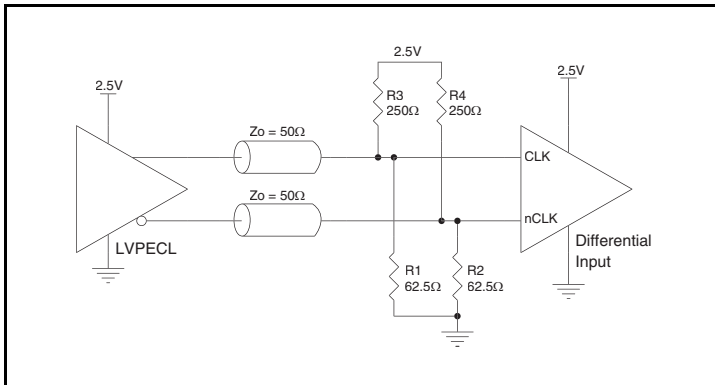 2.5V
2.5V
2.5V
R3
250Ω
R4
250Ω
Zo = 50Ω
CLK
Zo = 50Ω
nCLK
LVPECL
Differential
Input
R1
62.5Ω
R2
62.5Ω